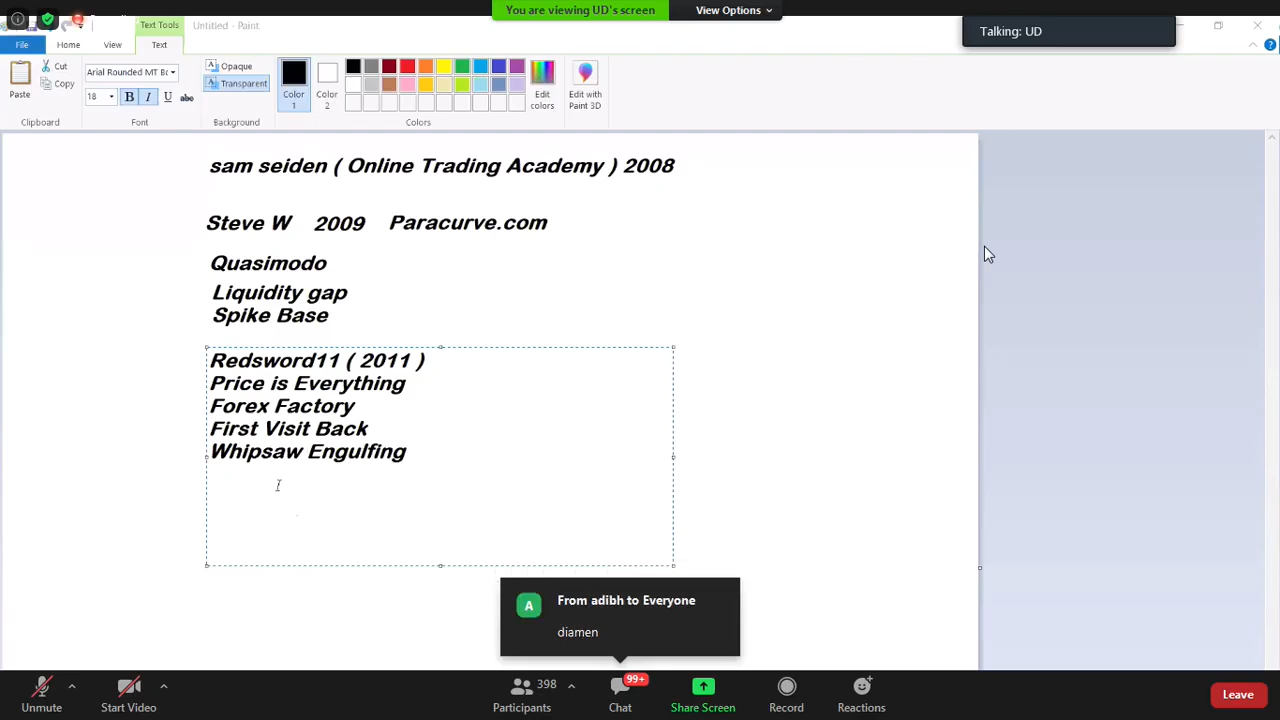 You are viewing UD's screen
View Options
Talking: UD
Text Tools
Untitled - Paint
File
Home
View
Text
Paste
Cut
Copy
Clipboard
Arial Rounded MT Bo
18
B I U abc
Font
Opaque
Transparent
Background
Color 1
Color 2
Edit colors
Colors
Edit with Paint 3D
sam seiden ( Online Trading Academy ) 2008
Steve W 2009 Paracurve.com
Quasimodo
Liquidity gap
Spike Base
Redsword11 ( 2011 )
Price is Everything
Forex Factory
First Visit Back
Whipsaw Engulfing
A
From adibh to Everyone
diamen
Unmute
Start Video
398
Participants
99+
Chat
Share Screen
Record
Reactions
Leave